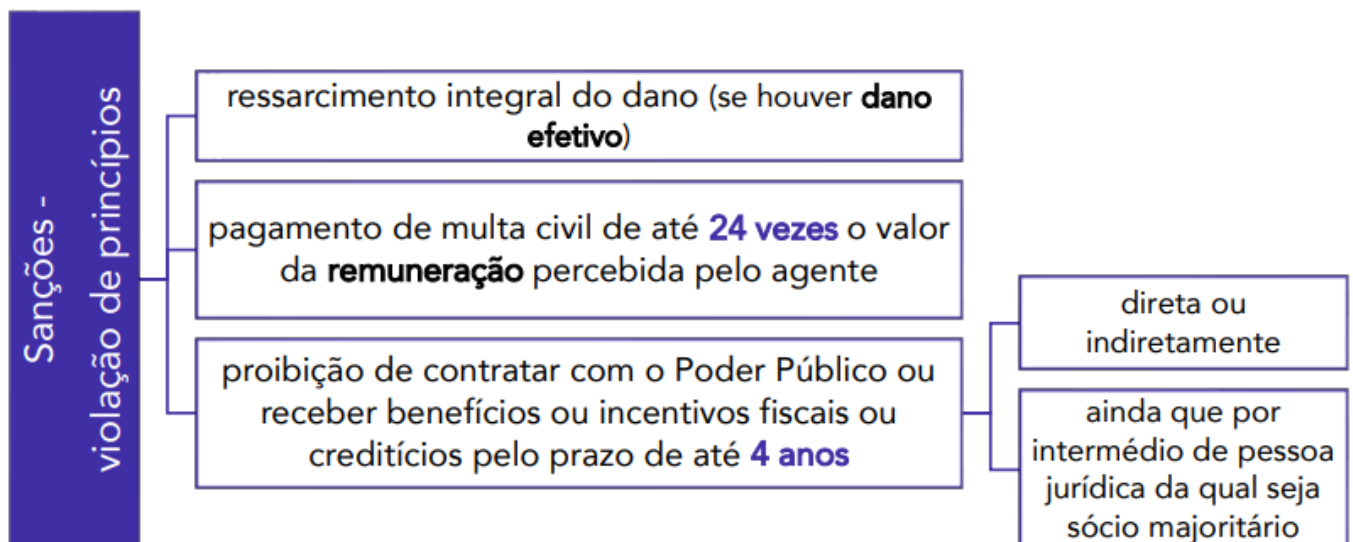 Sanções -
violação de princípios
ressarcimento integral do dano (se houver dano
efetivo)
pagamento de multa civil de até 24 vezes o valor
da remuneração percebida pelo agente
proibição de contratar com o Poder Público ou
receber benefícios ou incentivos fiscais ou
creditícios pelo prazo de até 4 anos
direta ou
indiretamente
ainda que por
intermédio de pessoa
jurídica da qual seja
sócio majoritário